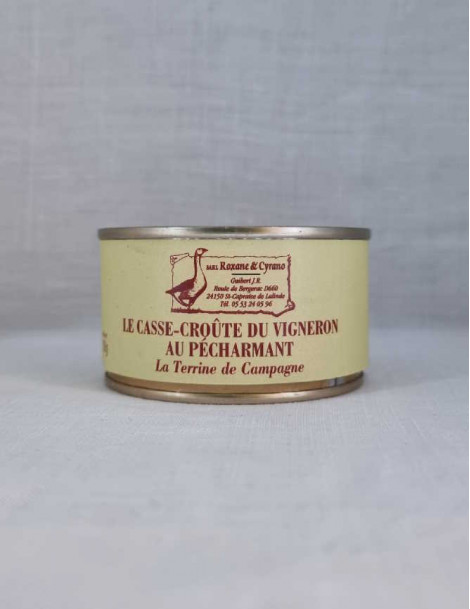 SARL Roxane & Cyrano
Guibert J.R.
Route de Bergerac D660
24150 St-Capraise de Lalinde
Tél. 05 53 24 05 96
LE CASSE-CROÛTE DU VIGNERON
AU PÉCHARMANT
La Terrine de Campagne